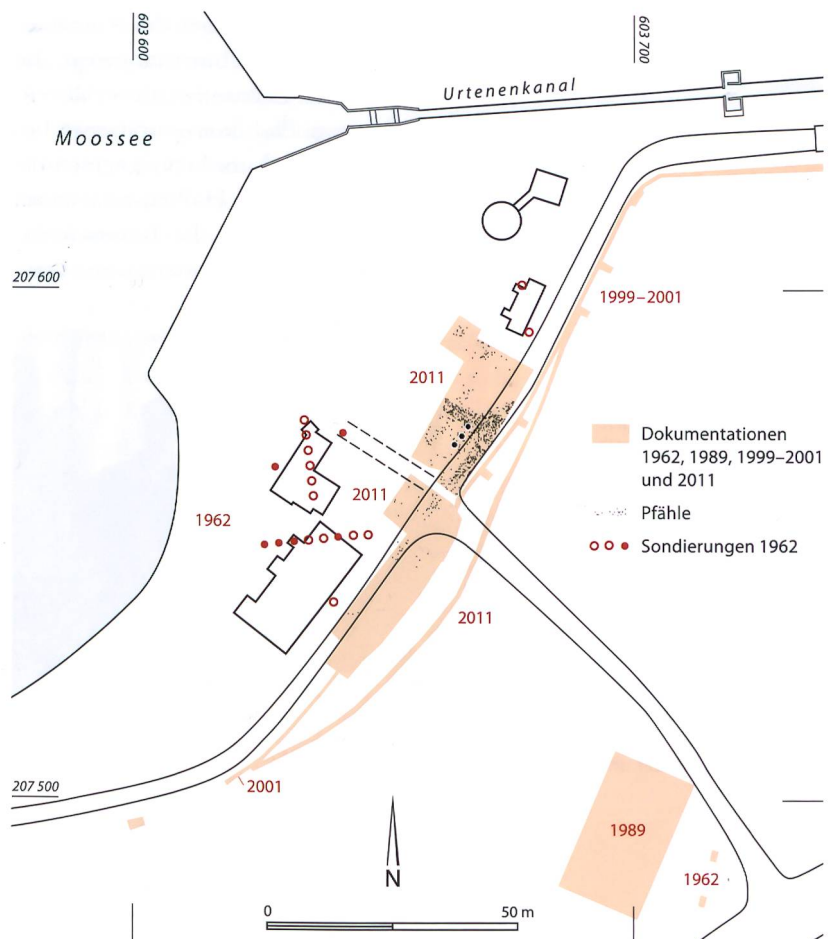 603 600
603 700
Urtenenkanal
Moossee
207 600
1999–2001
2011
Dokumentationen
1962, 1989, 1999–2001
und 2011
Pfähle
Sondierungen 1962
2011
1962
2011
207 500
2001
1989
1962
N
0
50 m